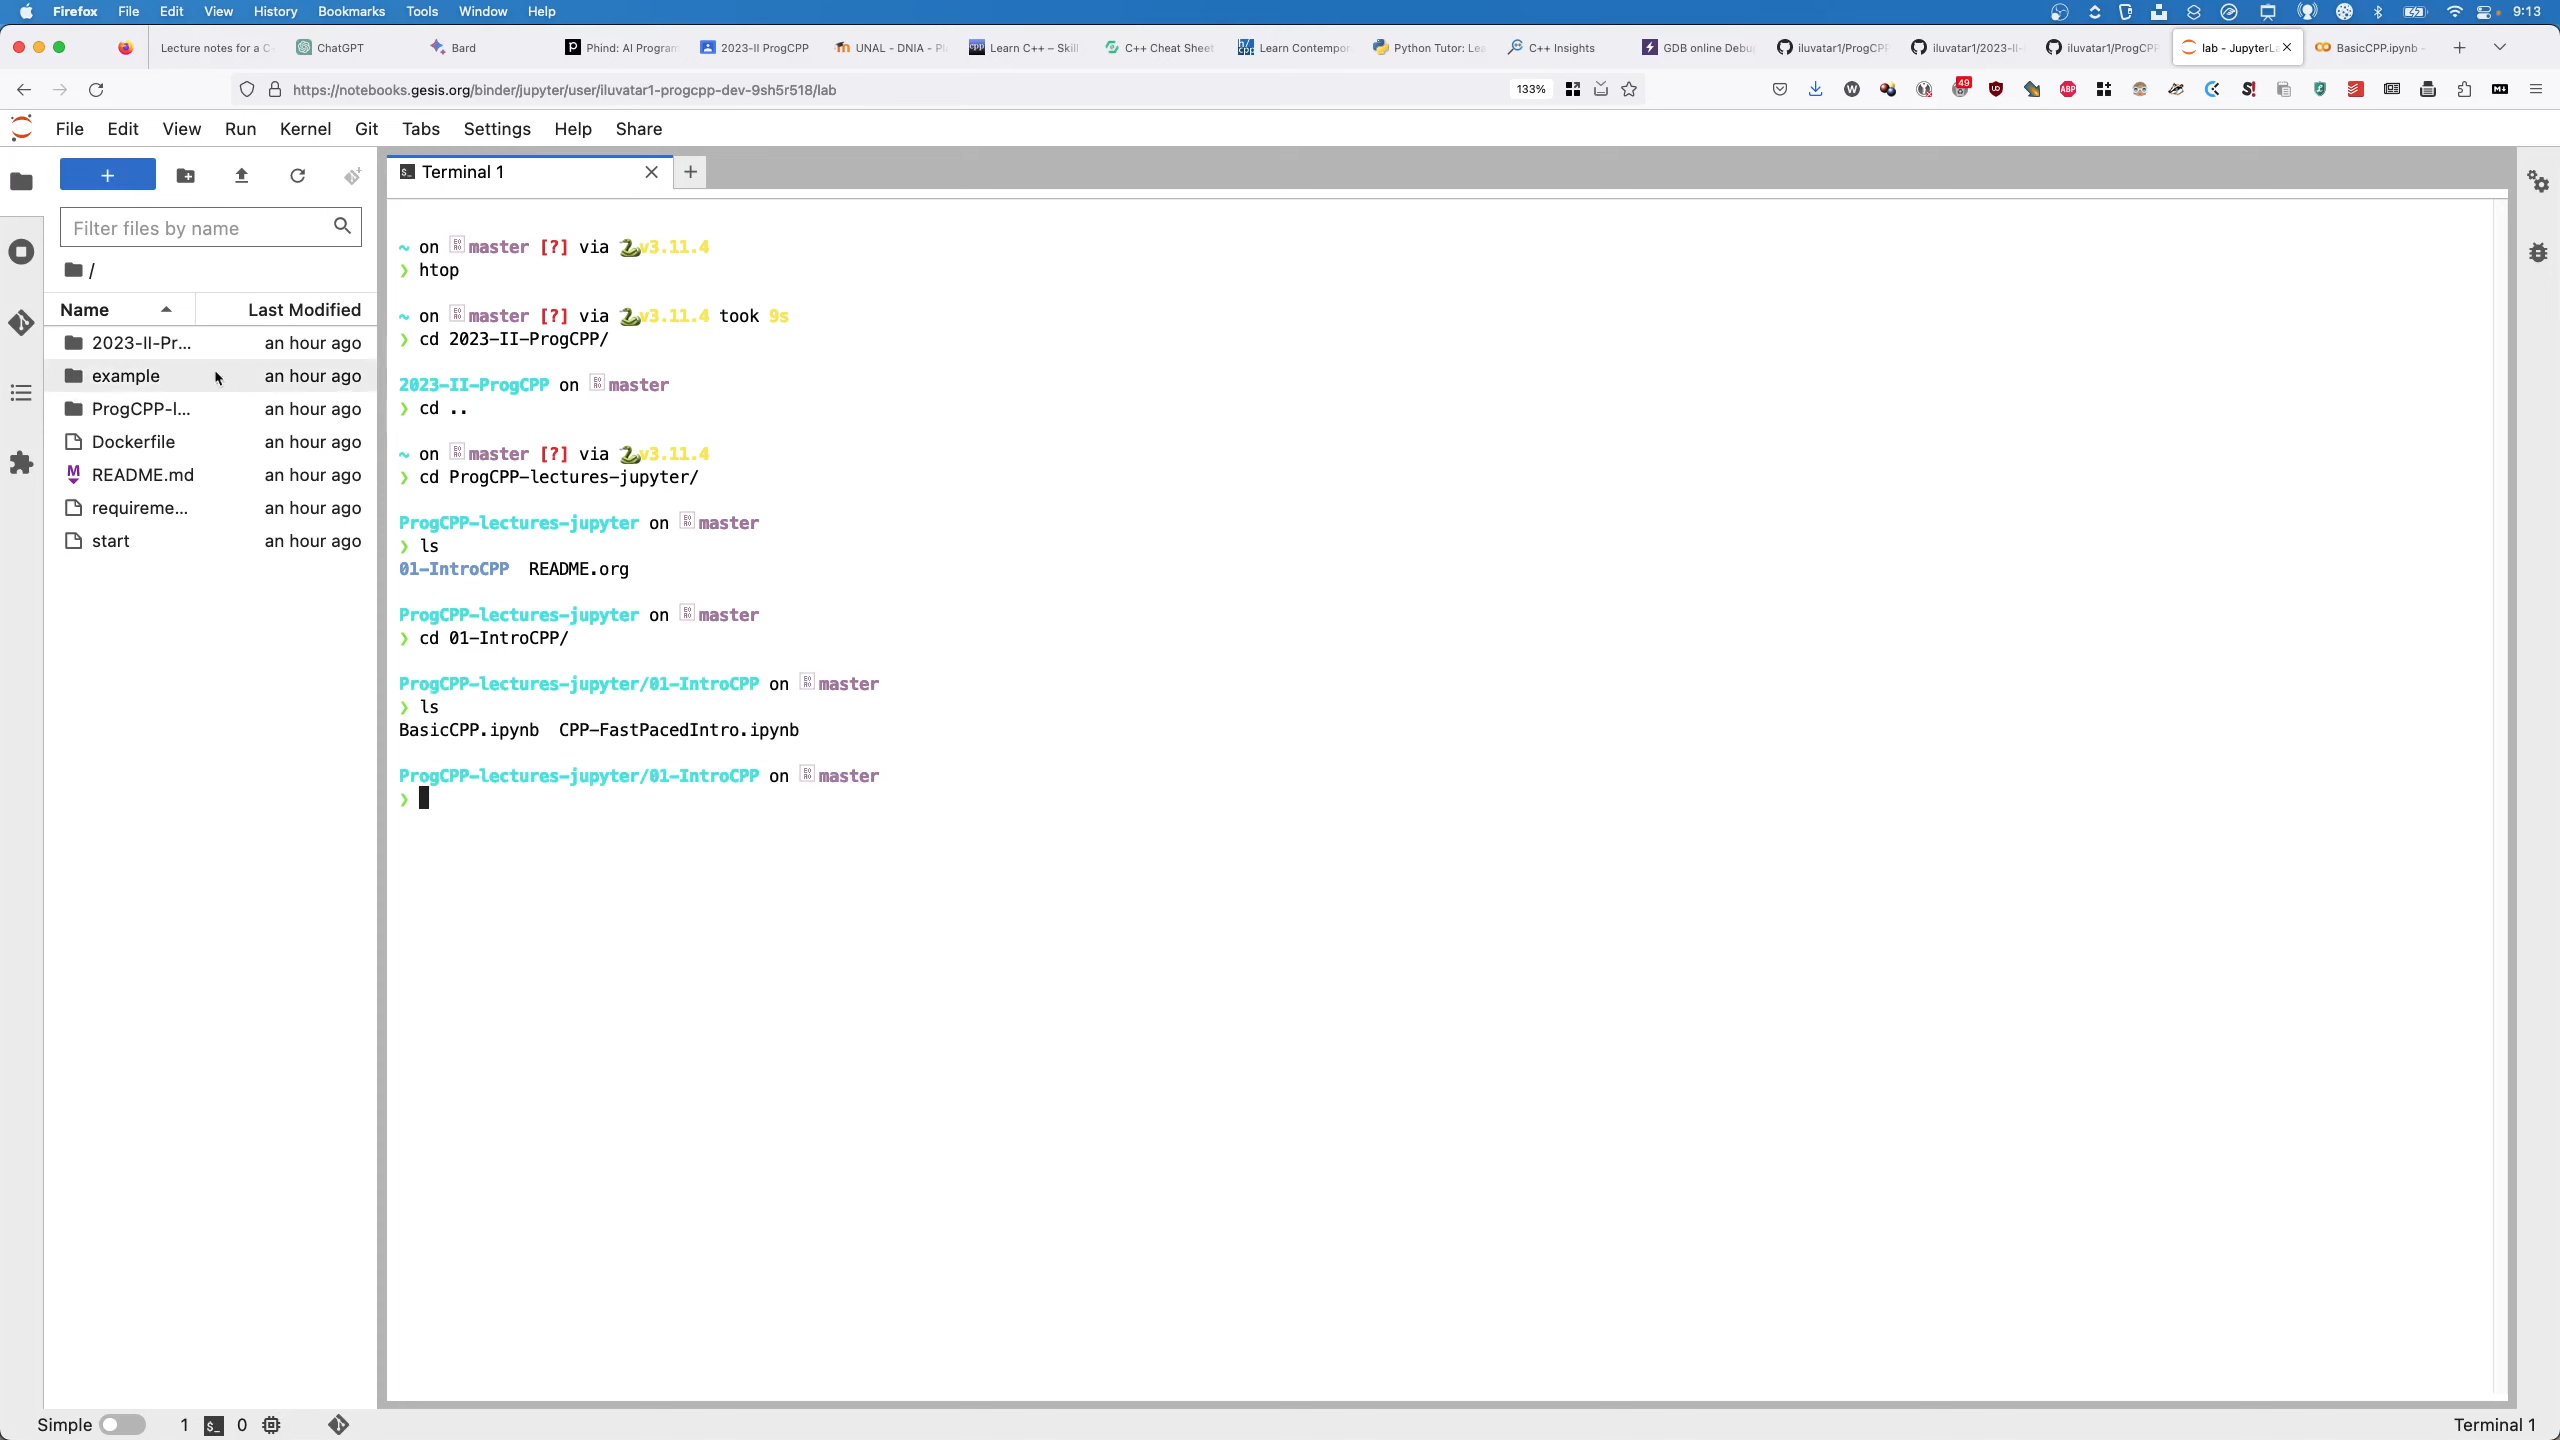 Firefox File Edit View History Bookmarks Tools Window Help 9:13
Lecture notes for a C- ChatGPT Bard Phind: AI Program 2023-II ProgCPP UNAL - DNIA - Pl Learn C++ – Skill C++ Cheat Sheet Learn Contempor Python Tutor: Lea C++ Insights GDB online Debu iluvatar1/ProgCPP iluvatar1/2023-II- iluvatar1/ProgCPP lab - JupyterLa BasicCPP.ipynb -
https://notebooks.gesis.org/binder/jupyter/user/iluvatar1-progcpp-dev-9sh5r518/lab 133% 49 ABP
File Edit View Run Kernel Git Tabs Settings Help Share
Terminal 1
Filter files by name
/
Name Last Modified
2023-II-Pr... an hour ago
example an hour ago
ProgCPP-l... an hour ago
Dockerfile an hour ago
README.md an hour ago
requireme... an hour ago
start an hour ago
~ on master [?] via v3.11.4
❯ htop
~ on master [?] via v3.11.4 took 9s
❯ cd 2023-II-ProgCPP/
2023-II-ProgCPP on master
❯ cd ..
~ on master [?] via v3.11.4
❯ cd ProgCPP-lectures-jupyter/
ProgCPP-lectures-jupyter on master
❯ ls
01-IntroCPP README.org
ProgCPP-lectures-jupyter on master
❯ cd 01-IntroCPP/
ProgCPP-lectures-jupyter/01-IntroCPP on master
❯ ls
BasicCPP.ipynb CPP-FastPacedIntro.ipynb
ProgCPP-lectures-jupyter/01-IntroCPP on master
❯
Simple 1 $_ 0 Terminal 1